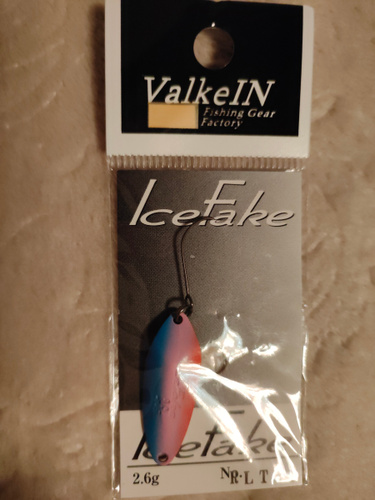 ValkeIN
Fishing Gear
Factory
IceFake
IceFake
2.6g